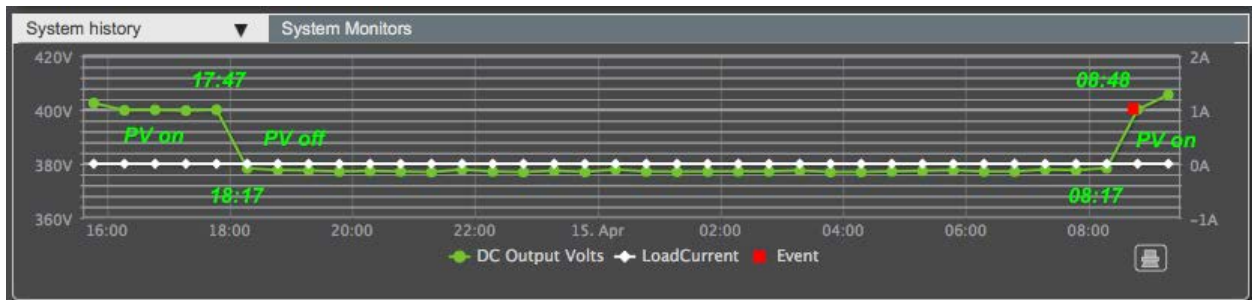 System history ▼ System Monitors
420V 2A
17:47 08:48
400V 1A
PV on PV off PV on
380V 0A
18:17 08:17
360V -1A
16:00 18:00 20:00 22:00 15. Apr 02:00 04:00 06:00 08:00
DC Output Volts LoadCurrent Event